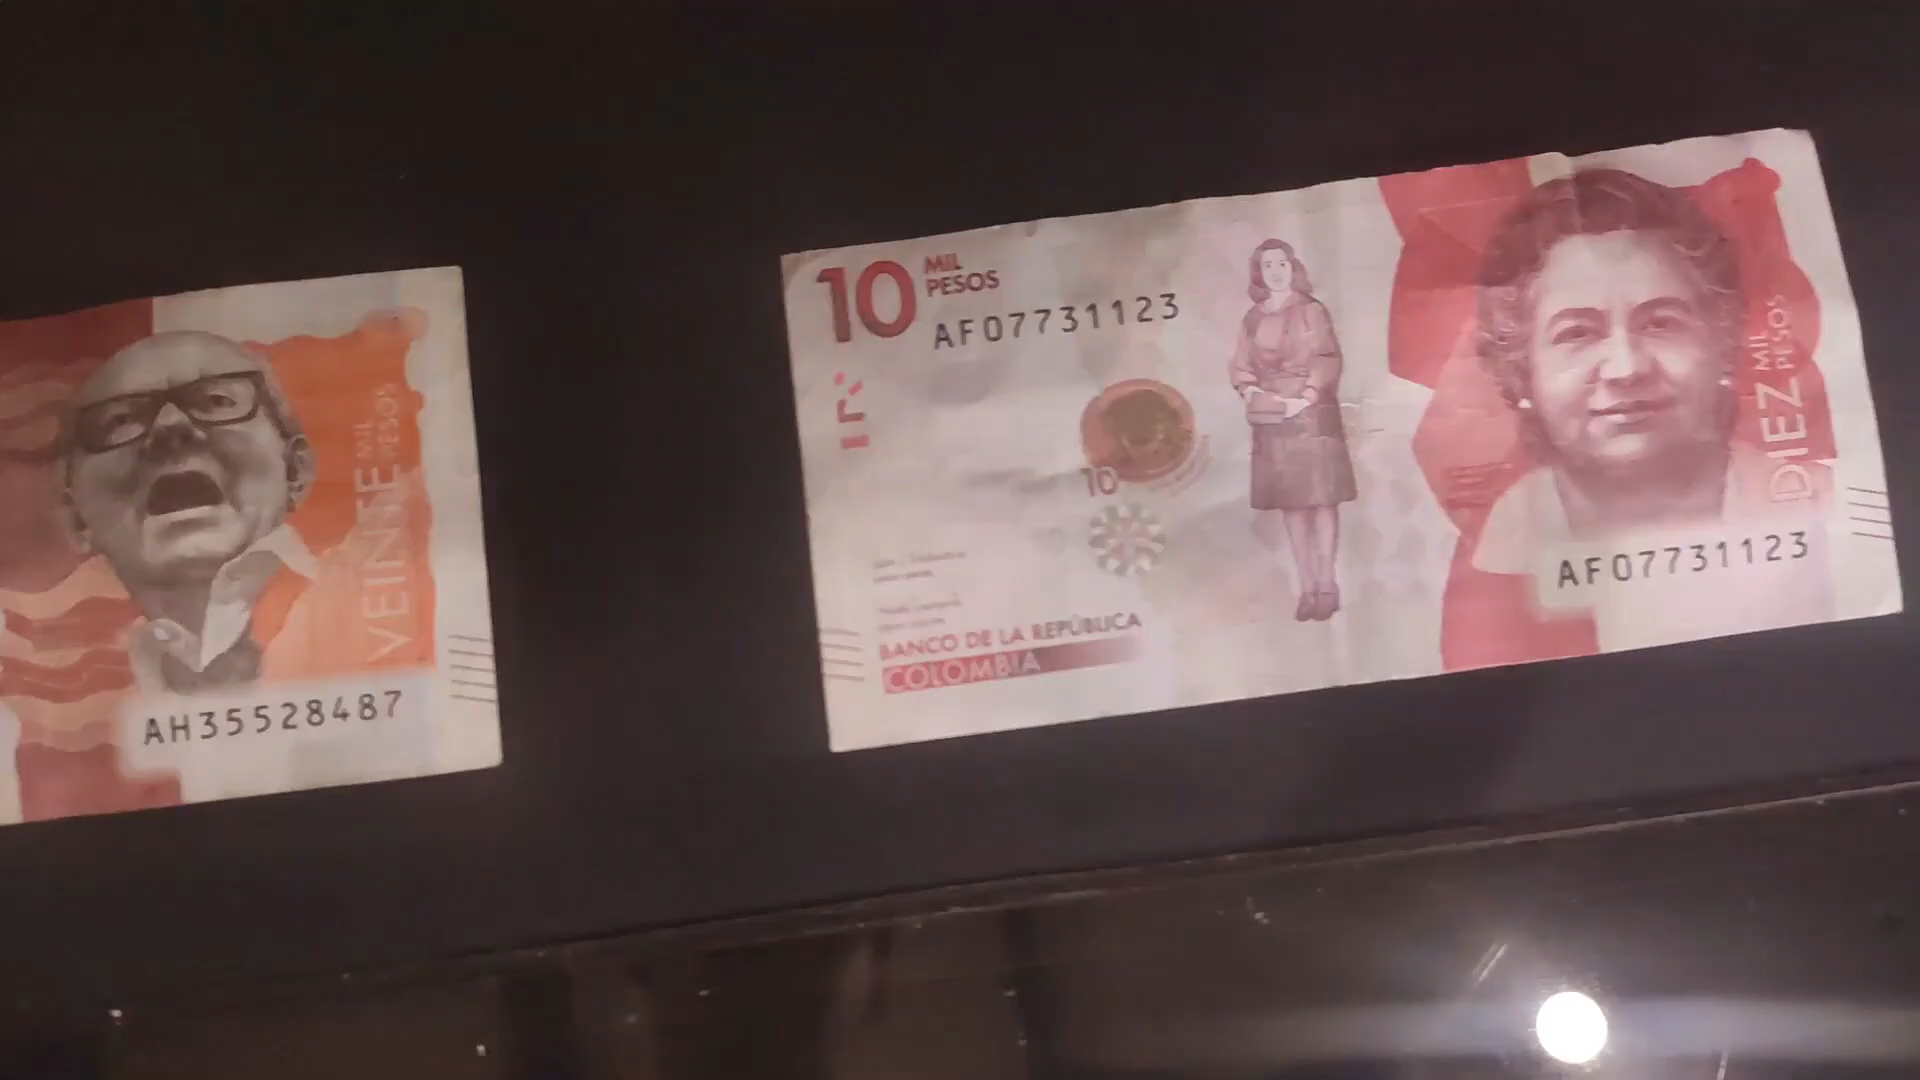 VEINTE MIL
PESOS
AH35528487
10 MIL
PESOS
AF07731123
10
BANCO DE LA REPÚBLICA
COLOMBIA
DIEZ MIL
PESOS
AF07731123